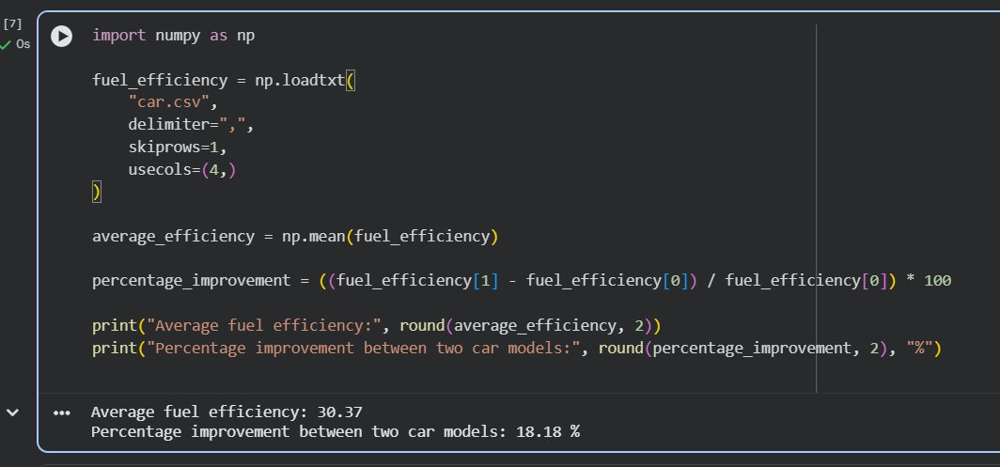 [7]
0s
import numpy as np
fuel_efficiency = np.loadtxt(
"car.csv",
delimiter=",",
skiprows=1,
usecols=(4,)
)
average_efficiency = np.mean(fuel_efficiency)
percentage_improvement = ((fuel_efficiency[1] - fuel_efficiency[0]) / fuel_efficiency[0]) * 100
print("Average fuel efficiency:", round(average_efficiency, 2))
print("Percentage improvement between two car models:", round(percentage_improvement, 2), "%")
Average fuel efficiency: 30.37
Percentage improvement between two car models: 18.18 %